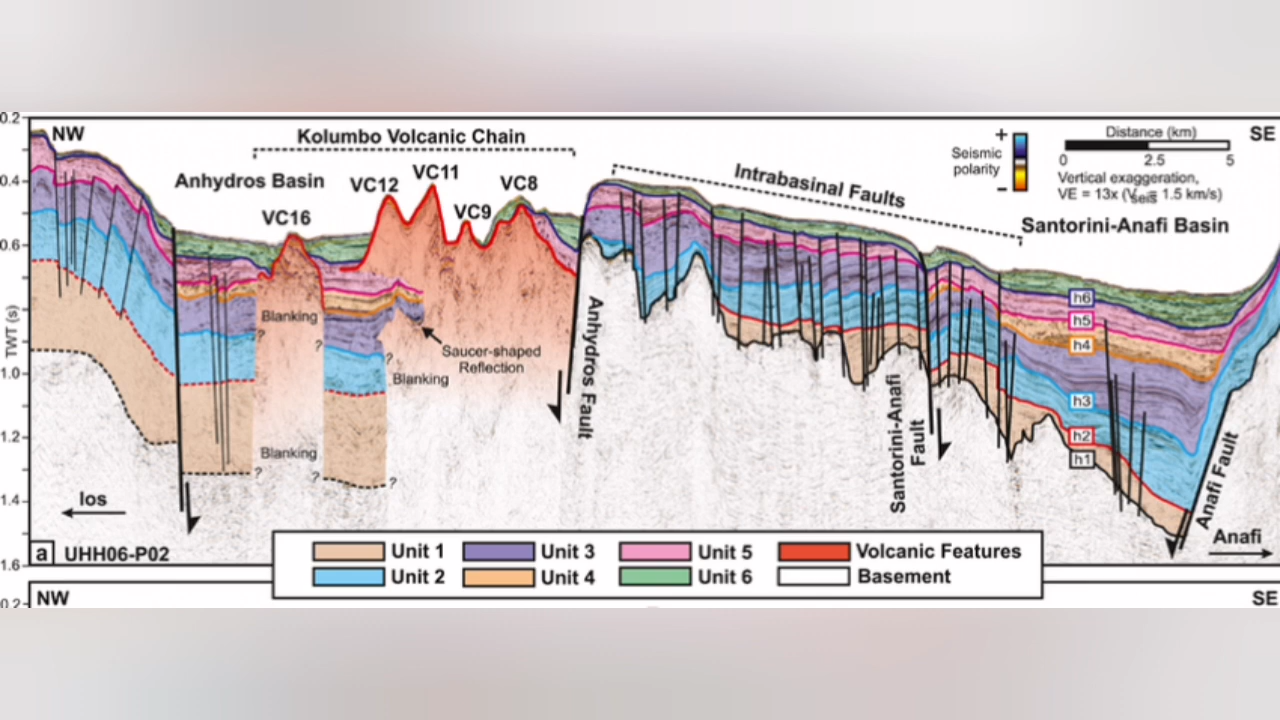 0.2
NW
Kolumbo Volcanic Chain
+
Seismic
polarity
−
Distance (km)
0 2.5 5
Vertical exaggeration,
SE
0.4
Anhydros Basin
VC12
VC11
VC8
VC9
VC16
Intrabasinal Faults
Santorini-Anafi Basin
0.6
TWT (s)
h6
h5
h4
h3
h2
h1
Blanking
?
?
?
Saucer-shaped
Reflection
Blanking
1.0
Anhydros Fault
Santorini-Anafi
Fault
Anafi Fault
1.2
Blanking
?
?
?
1.4
Ios
Anafi
a UHH06-P02
1.6
Unit 1 Unit 3 Unit 5 Volcanic Features
Unit 2 Unit 4 Unit 6 Basement
0.2
NW
SE